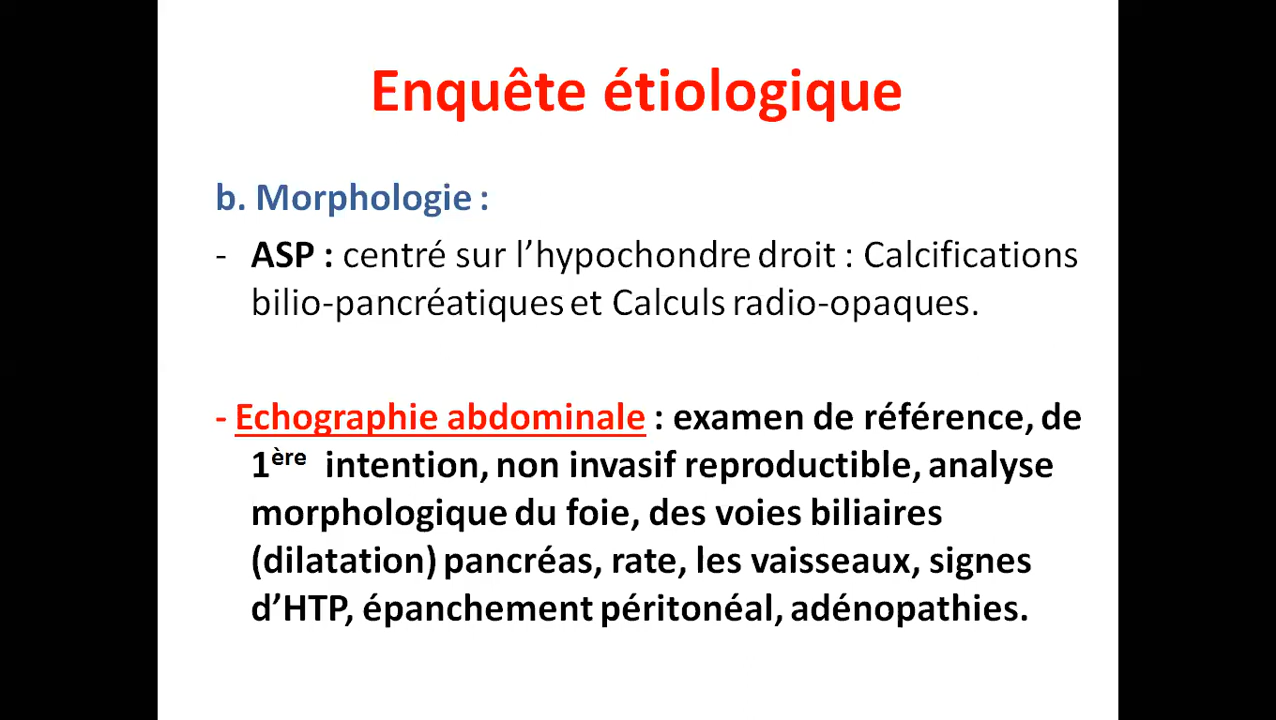 Enquête étiologique
b. Morphologie :
- ASP : centré sur l’hypochondre droit : Calcifications
bilio-pancréatiques et Calculs radio-opaques.
- Echographie abdominale : examen de référence, de
1ère intention, non invasif reproductible, analyse
morphologique du foie, des voies biliaires
(dilatation) pancréas, rate, les vaisseaux, signes
d’HTP, épanchement péritonéal, adénopathies.